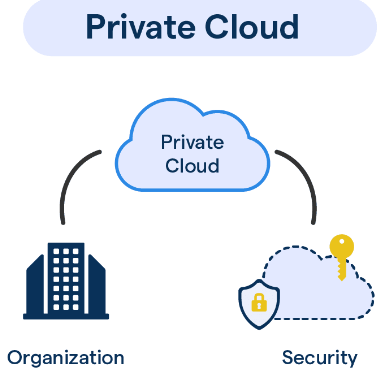 Private Cloud
Private
Cloud
Organization
Security